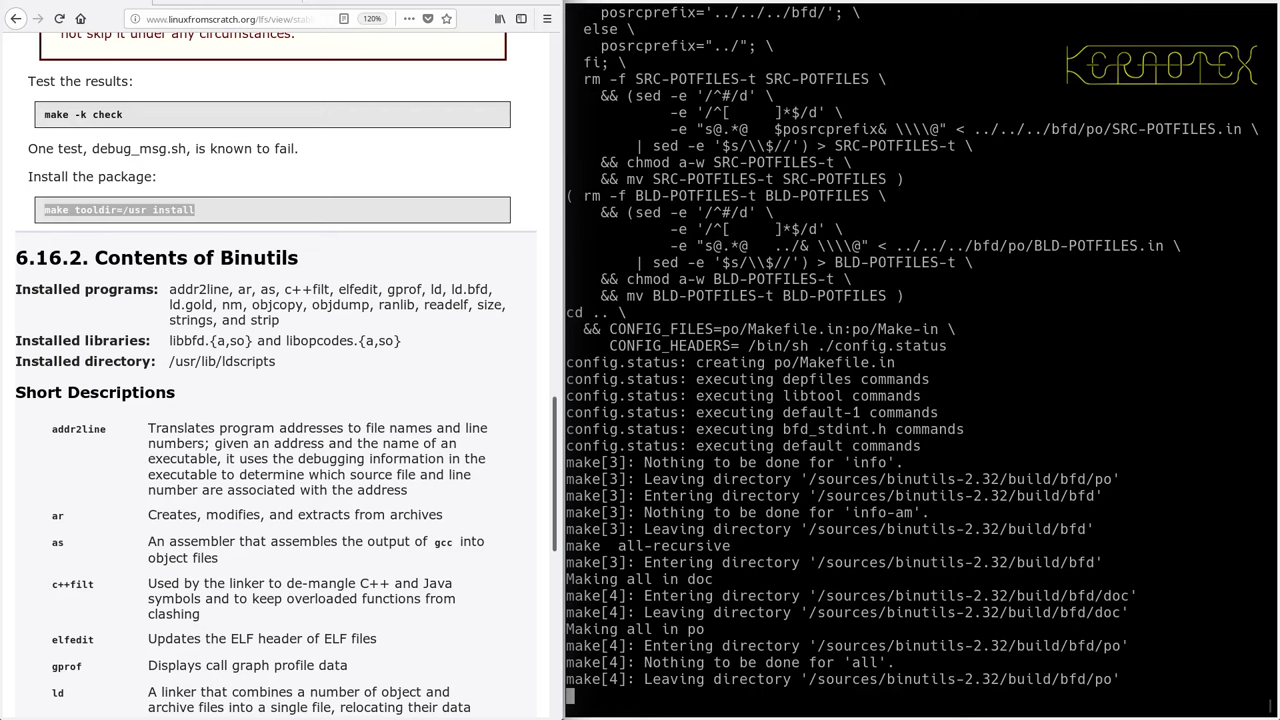 www.linuxfromscratch.org/lfs/view/stab
120%
not skip it under any circumstances.
Test the results:
make -k check
One test, debug_msg.sh, is known to fail.
Install the package:
make tooldir=/usr install
6.16.2. Contents of Binutils
Installed programs: addr2line, ar, as, c++filt, elfedit, gprof, ld, ld.bfd,
ld.gold, nm, objcopy, objdump, ranlib, readelf, size,
strings, and strip
Installed libraries: libbfd.{a,so} and libopcodes.{a,so}
Installed directory: /usr/lib/ldscripts
Short Descriptions
addr2line Translates program addresses to file names and line
numbers; given an address and the name of an
executable, it uses the debugging information in the
executable to determine which source file and line
number are associated with the address
ar Creates, modifies, and extracts from archives
as An assembler that assembles the output of gcc into
object files
c++filt Used by the linker to de-mangle C++ and Java
symbols and to keep overloaded functions from
clashing
elfedit Updates the ELF header of ELF files
gprof Displays call graph profile data
ld A linker that combines a number of object and
archive files into a single file, relocating their data
posrcprefix='../../../bfd/'; \
else \
posrcprefix="../"; \
fi; \
rm -f SRC-POTFILES-t SRC-POTFILES \
&& (sed -e '/^#/d' \
-e '/^[ ]*$/d' \
-e "s@.*@ $posrcprefix& \\\\@" < ../../../bfd/po/SRC-POTFILES.in \
| sed -e '$s/\\$//') > SRC-POTFILES-t \
&& chmod a-w SRC-POTFILES-t \
&& mv SRC-POTFILES-t SRC-POTFILES )
( rm -f BLD-POTFILES-t BLD-POTFILES \
&& (sed -e '/^#/d' \
-e '/^[ ]*$/d' \
-e "s@.*@ ../& \\\\@" < ../../../bfd/po/BLD-POTFILES.in \
| sed -e '$s/\\$//') > BLD-POTFILES-t \
&& chmod a-w BLD-POTFILES-t \
&& mv BLD-POTFILES-t BLD-POTFILES )
cd .. \
&& CONFIG_FILES=po/Makefile.in:po/Make-in \
CONFIG_HEADERS= /bin/sh ./config.status
config.status: creating po/Makefile.in
config.status: executing depfiles commands
config.status: executing libtool commands
config.status: executing default-1 commands
config.status: executing bfd_stdint.h commands
config.status: executing default commands
make[3]: Nothing to be done for 'info'.
make[3]: Leaving directory '/sources/binutils-2.32/build/bfd/po'
make[3]: Entering directory '/sources/binutils-2.32/build/bfd'
make[3]: Nothing to be done for 'info-am'.
make[3]: Leaving directory '/sources/binutils-2.32/build/bfd'
make  all-recursive
make[3]: Entering directory '/sources/binutils-2.32/build/bfd'
Making all in doc
make[4]: Entering directory '/sources/binutils-2.32/build/bfd/doc'
make[4]: Leaving directory '/sources/binutils-2.32/build/bfd/doc'
Making all in po
make[4]: Entering directory '/sources/binutils-2.32/build/bfd/po'
make[4]: Nothing to be done for 'all'.
make[4]: Leaving directory '/sources/binutils-2.32/build/bfd/po'